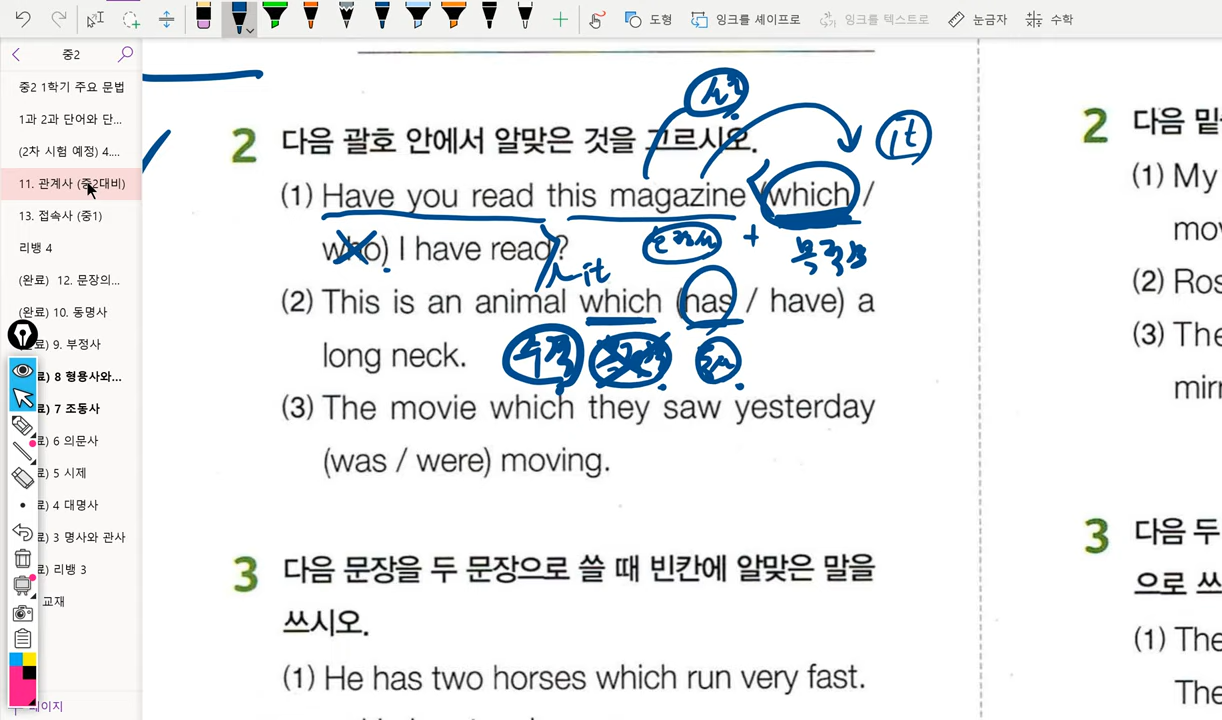 도형
잉크를 셰이프로
잉크를 텍스트로
눈금자
수학
중2
중2 1학기 주요 문법
1과 2과 단어와 단...
(2차 시험 예정) 4....
11. 관계사 (중2대비)
13. 접속사 (중1)
리뱅 4
(완료) 12. 문장의...
(완료) 10. 동명사
료) 9. 부정사
료) 8 형용사와...
료) 7 조동사
료) 6 의문사
료) 5 시제
료) 4 대명사
료) 3 명사와 관사
료) 리뱅 3
교재
페이지
2 다음 괄호 안에서 알맞은 것을 고르시오.
it
(1) Have you read this magazine (which /
who) I have read?
+
it
(2) This is an animal which (has / have) a
long neck.
주격
(3) The movie which they saw yesterday
(was / were) moving.
3 다음 문장을 두 문장으로 쓸 때 빈칸에 알맞은 말을
쓰시오.
(1) He has two horses which run very fast.
2 다음 밑
(1) My
mov
(2) Ros
(3) The
mirr
3 다음 두
으로 쓰
(1) The
The